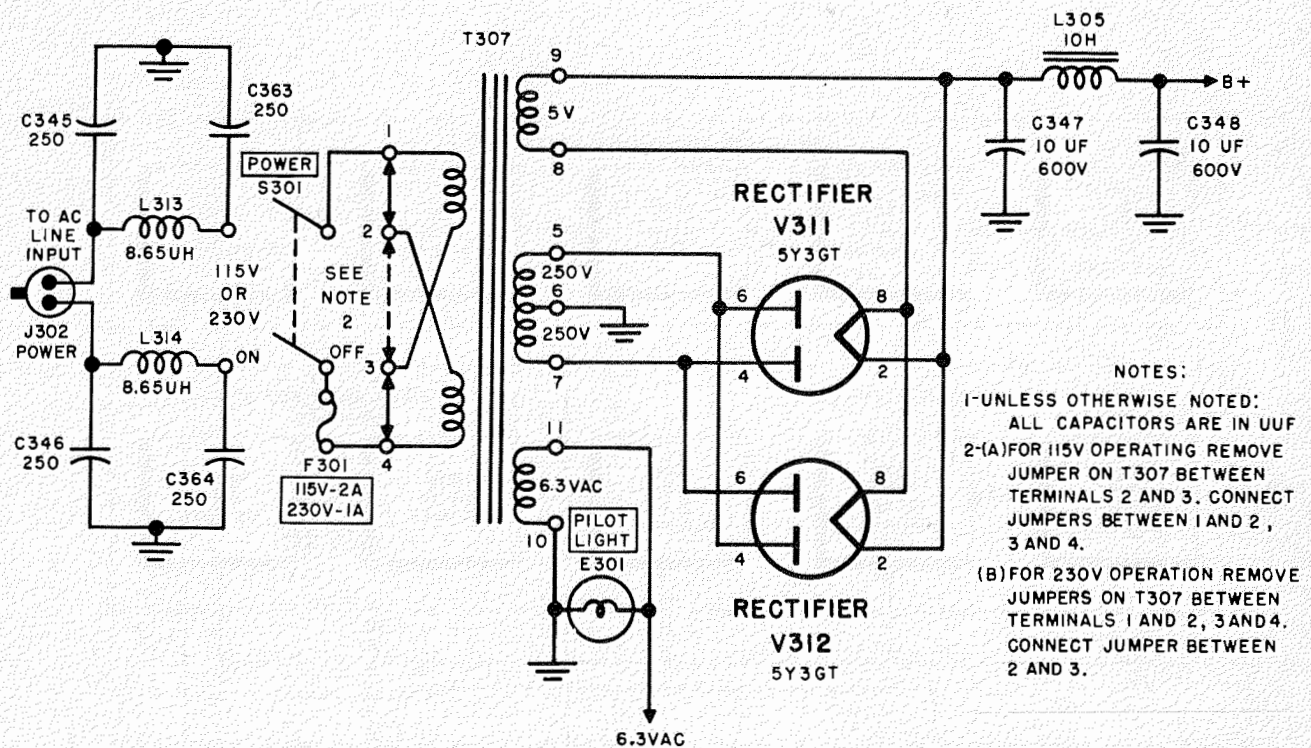 T307
L305
10H
9
C363
250
C345
250
5V
B+
C347
10 UF
600V
C348
10 UF
600V
1
8
POWER
S301
RECTIFIER
V311
5Y3GT
L313
8.65UH
TO AC
LINE
INPUT
2
5
250V
6
250V
7
6
8
4
2
115V
OR
230V
SEE
NOTE
2
J302
POWER
L314
8.65UH
ON
OFF
3
NOTES:
1-UNLESS OTHERWISE NOTED:
ALL CAPACITORS ARE IN UUF
2-(A)FOR 115V OPERATING REMOVE
JUMPER ON T307 BETWEEN
TERMINALS 2 AND 3. CONNECT
JUMPERS BETWEEN 1 AND 2,
3 AND 4.
(B)FOR 230V OPERATION REMOVE
JUMPERS ON T307 BETWEEN
TERMINALS 1 AND 2, 3AND4.
CONNECT JUMPER BETWEEN
2 AND 3.
C346
250
C364
250
F301
115V-2A
230V-1A
4
11
6.3VAC
10
PILOT
LIGHT
E301
6
8
4
2
RECTIFIER
V312
5Y3GT
6.3VAC